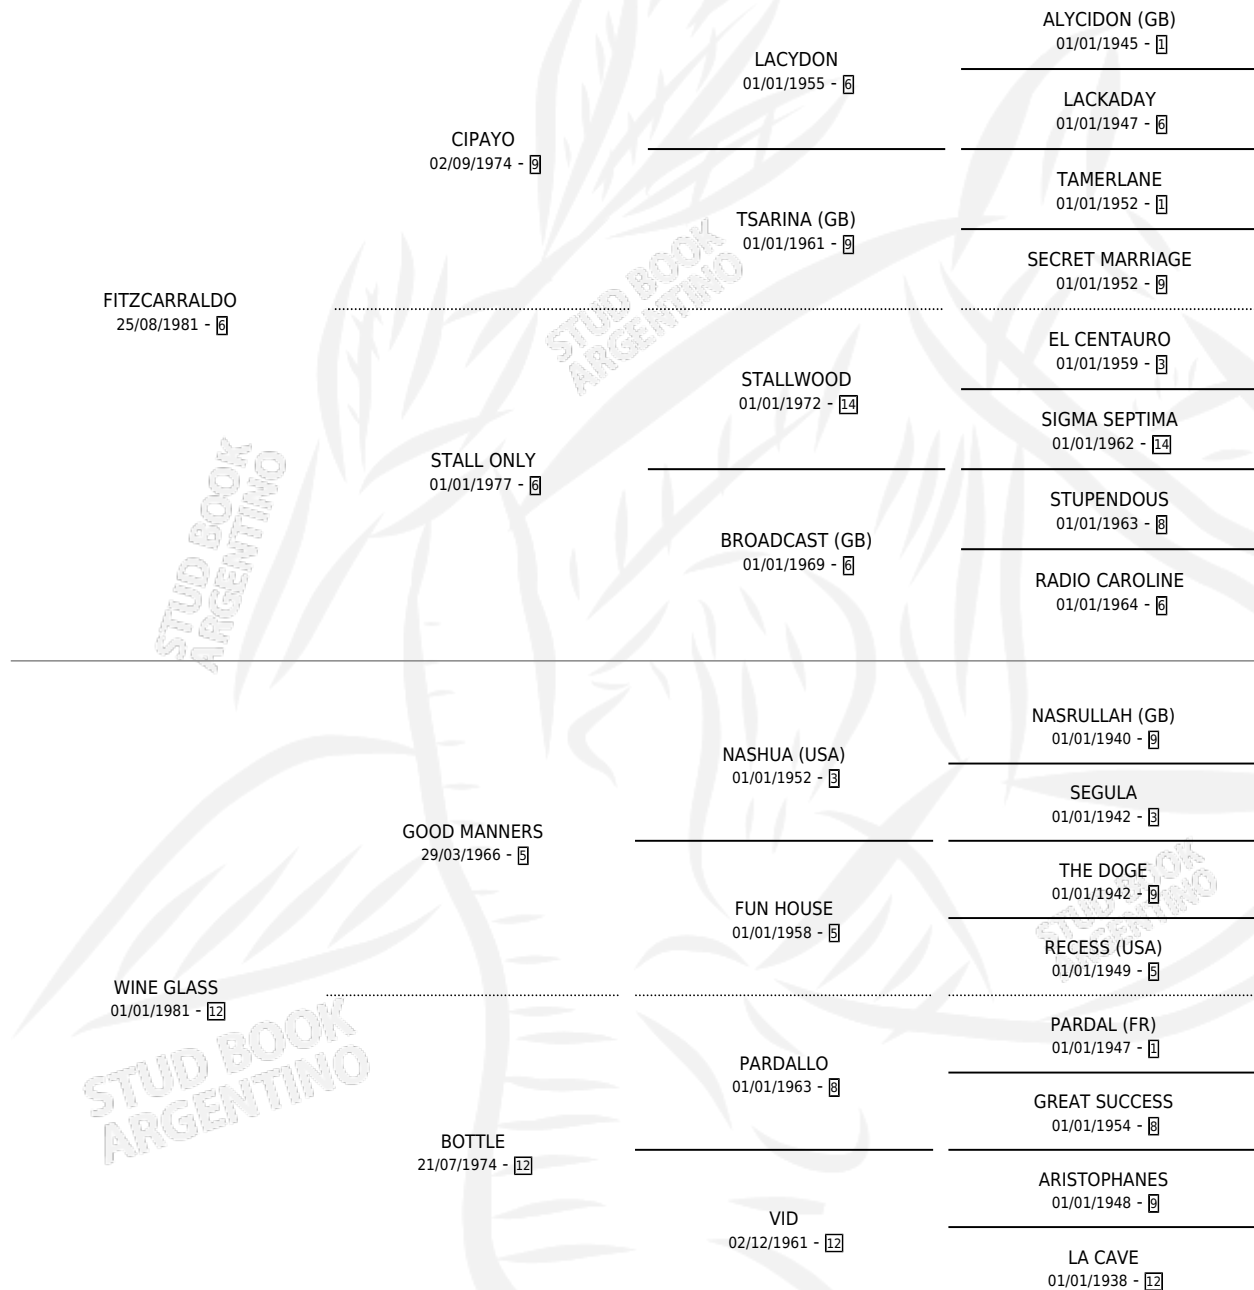 ALYCIDON (GB)
01/01/1945 - 1
LACYDON
01/01/1955 - 6
LACKADAY
01/01/1947 - 6
CIPAYO
02/09/1974 - 9
TAMERLANE
01/01/1952 - 1
TSARINA (GB)
01/01/1961 - 9
SECRET MARRIAGE
01/01/1952 - 9
FITZCARRALDO
25/08/1981 - 6
EL CENTAURO
01/01/1959 - 3
STALLWOOD
01/01/1972 - 14
SIGMA SEPTIMA
01/01/1962 - 14
STALL ONLY
01/01/1977 - 6
STUPENDOUS
01/01/1963 - 8
BROADCAST (GB)
01/01/1969 - 6
RADIO CAROLINE
01/01/1964 - 6
NASRULLAH (GB)
01/01/1940 - 9
NASHUA (USA)
01/01/1952 - 3
SEGULA
01/01/1942 - 3
GOOD MANNERS
29/03/1966 - 5
THE DOGE
01/01/1942 - 9
FUN HOUSE
01/01/1958 - 5
RECESS (USA)
01/01/1949 - 5
WINE GLASS
01/01/1981 - 12
PARDAL (FR)
01/01/1947 - 1
PARDALLO
01/01/1963 - 8
GREAT SUCCESS
01/01/1954 - 8
BOTTLE
21/07/1974 - 12
ARISTOPHANES
01/01/1948 - 9
VID
02/12/1961 - 12
LA CAVE
01/01/1938 - 12
STUD BOOK
ARGENTINO
STUD BOOK
ARGENTINO
STUD BOOK
ARGENTINO
STUD BOOK
ARGENTINO